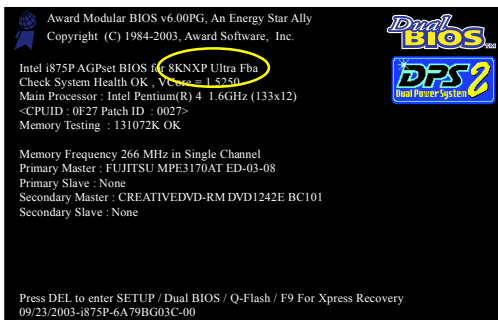 Award Modular BIOS v6.00PG, An Energy Star Ally
Copyright (C) 1984-2003, Award Software, Inc.
Dual
BIOS TM
Intel i875P AGPset BIOS for 8KNXP Ultra Fba
Check System Health OK , VCore = 1.5250
Main Processor : Intel Pentium(R) 4 1.6GHz (133x12)
<CPUID : 0F27 Patch ID : 0027>
Memory Testing : 131072K OK
DPS2
Dual Power System
Memory Frequency 266 MHz in Single Channel
Primary Master : FUJITSU MPE3170AT ED-03-08
Primary Slave : None
Secondary Master : CREATIVEDVD-RM DVD1242E BC101
Secondary Slave : None
Press DEL to enter SETUP / Dual BIOS / Q-Flash / F9 For Xpress Recovery
09/23/2003-i875P-6A79BG03C-00